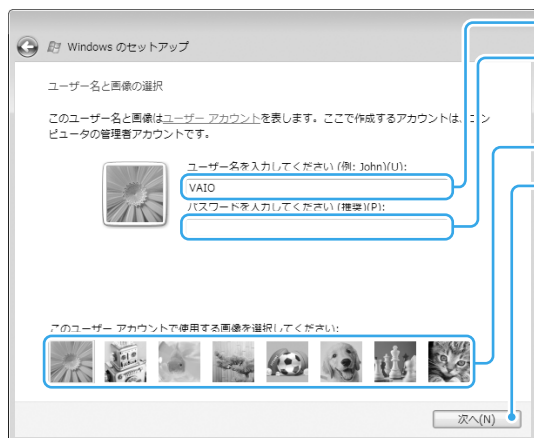 Windows のセットアップ
ユーザー名と画像の選択
このユーザー名と画像はユーザー アカウントを表します。ここで作成するアカウントは、コン
ピュータの管理者アカウントです。
ユーザー名を入力してください (例: John)(U):
VAIO
パスワードを入力してください (推奨)(P):
このユーザー アカウントで使用する画像を選択してください:
次へ(N)